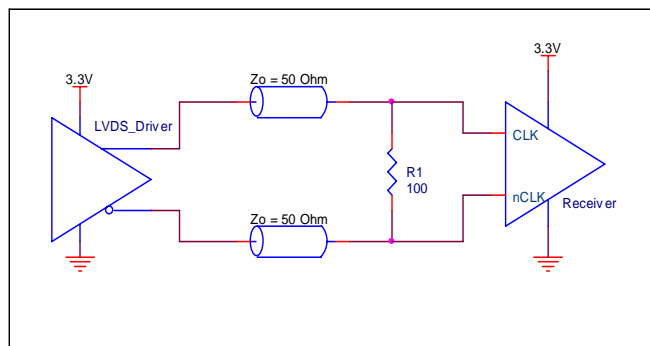 Zo = 50 Ohm
3.3V
3.3V
LVDS_Driver
CLK
R1
100
nCLK
Zo = 50 Ohm
Receiver